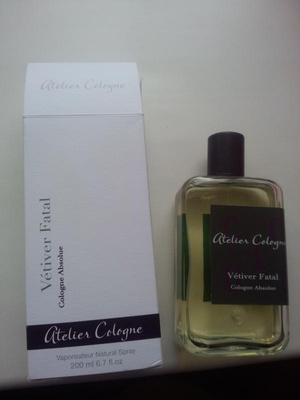 Atelier Cologne
Vétiver Fatal
Cologne Absolue
Atelier Cologne
Vaporisateur Natural Spray
200 ml 6.7 fl.oz
Atelier Cologne
Vétiver Fatal
Cologne Absolue